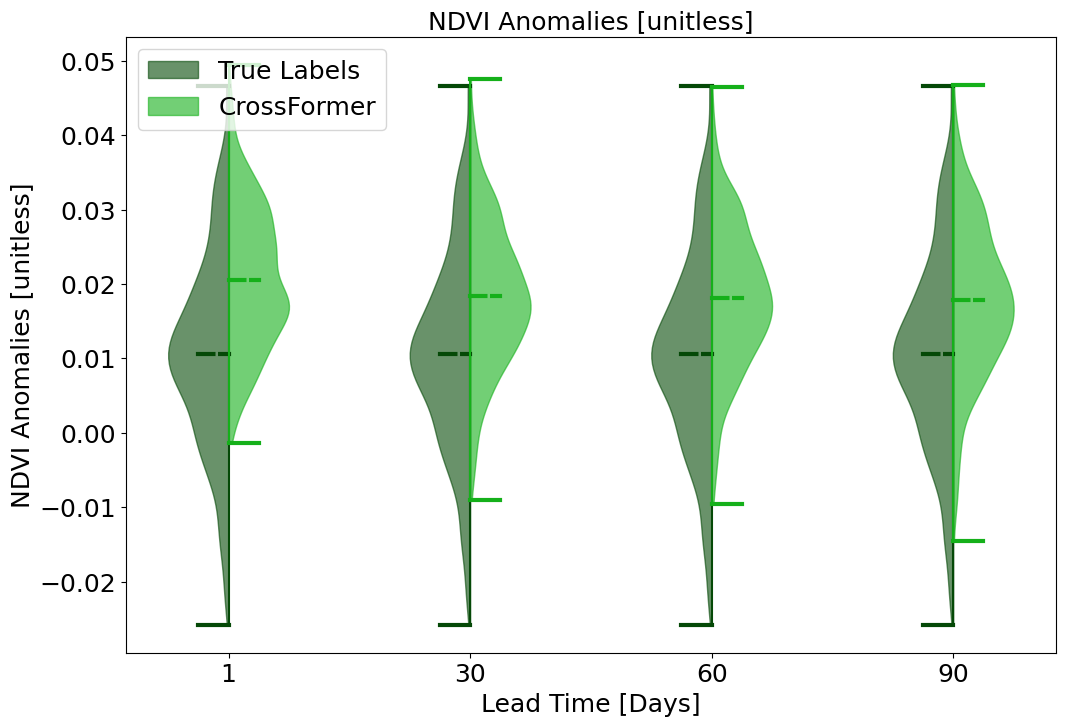 NDVI Anomalies [unitless]
True Labels
CrossFormer
NDVI Anomalies [unitless]
0.05
0.04
0.03
0.02
0.01
0.00
−0.01
−0.02
1 30 60 90
Lead Time [Days]